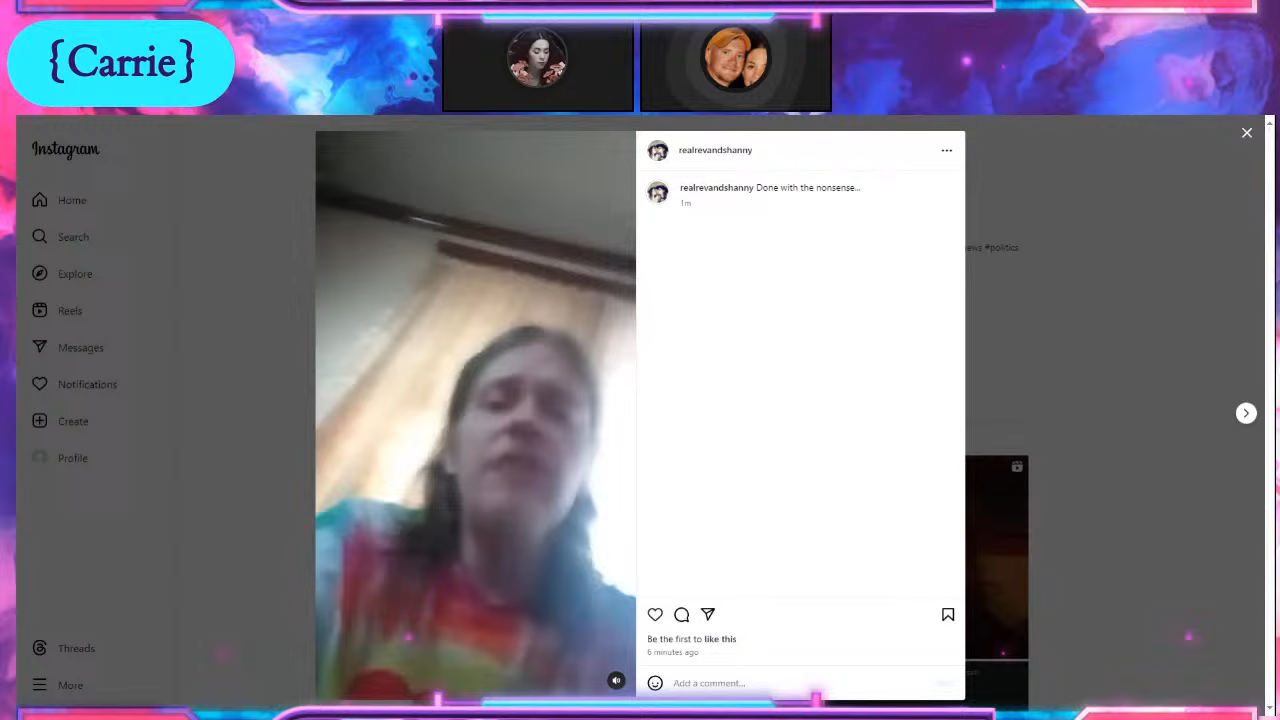 {Carrie}
Instagram
realrevandshanny
Home
realrevandshanny Done with the nonsense...
1m
Search
#politics
Explore
Reels
Messages
Notifications
Create
Profile
Be the first to like this
6 minutes ago
Threads
More
Add a comment...